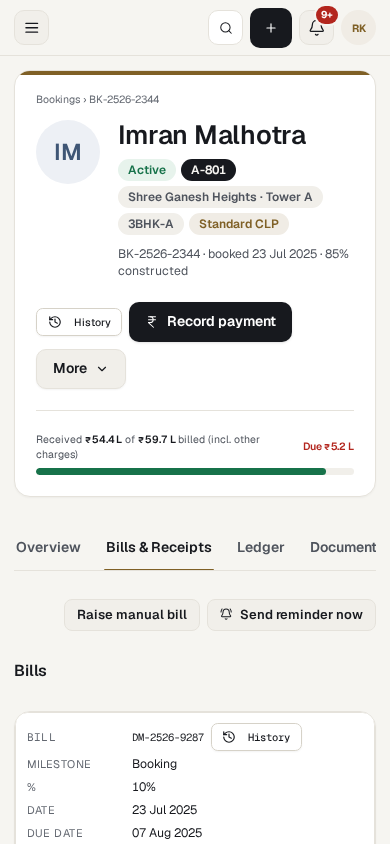 9+
RK
Bookings › BK-2526-2344
IM
Imran Malhotra
Active A-801
Shree Ganesh Heights · Tower A
3BHK-A Standard CLP
BK-2526-2344 · booked 23 Jul 2025 · 85%
constructed
History ₹ Record payment
More
Received ₹54.4 L of ₹59.7 L billed (incl. other
charges)
Due ₹5.2 L
Overview Bills & Receipts Ledger Document
Raise manual bill Send reminder now
Bills
BILL DM-2526-9287 History
MILESTONE Booking
% 10%
DATE 23 Jul 2025
DUE DATE 07 Aug 2025